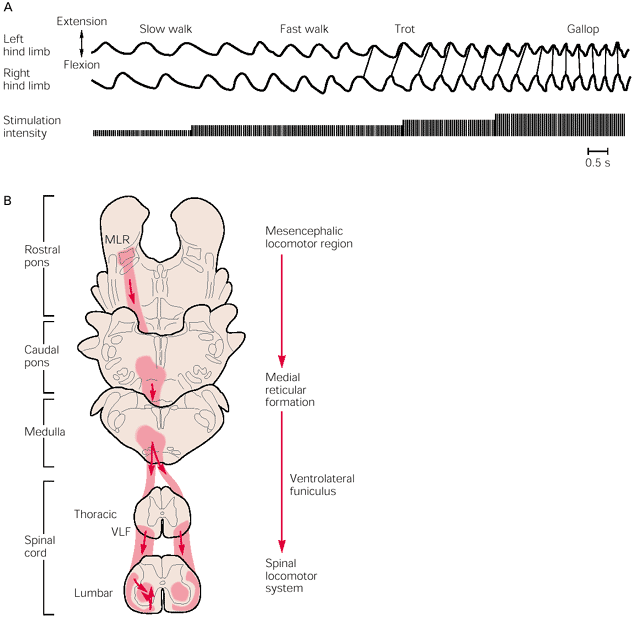 A
Extension
Slow walk
Fast walk
Trot
Gallop
Left
hind limb
Flexion
Right
hind limb
Stimulation
intensity
0.5 s
B
MLR
Mesencephalic
locomotor region
Rostral
pons
Caudal
pons
Medial
reticular
formation
Medulla
Ventrolateral
funiculus
Thoracic
VLF
Spinal
cord
Spinal
locomotor
system
Lumbar